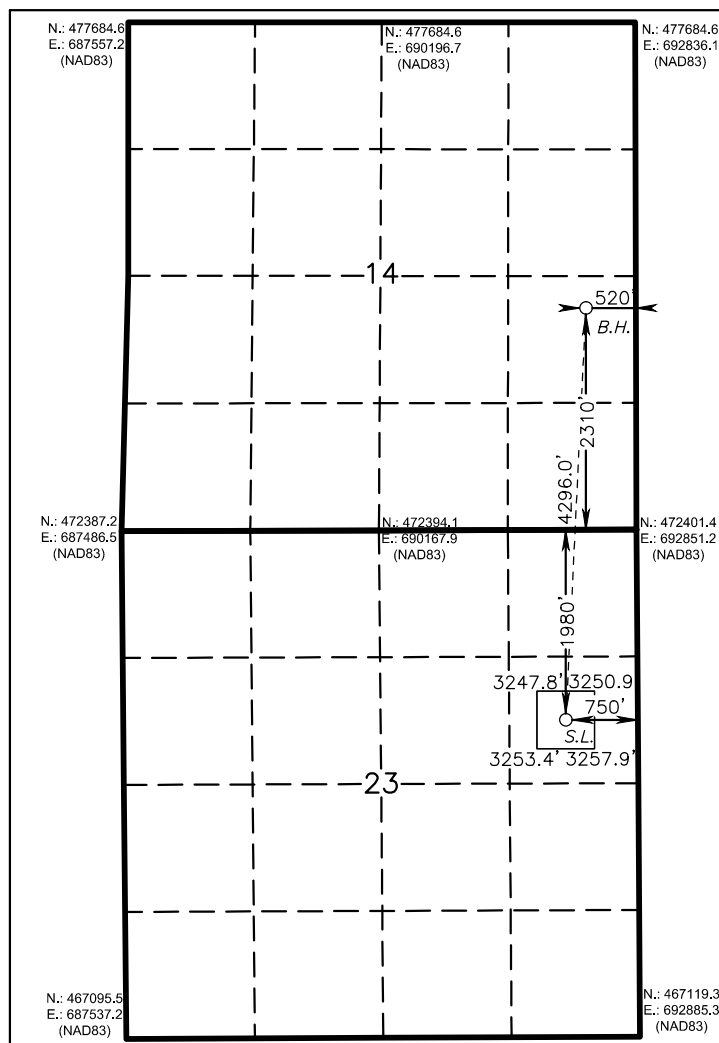 N.: 477684.6
E.: 687557.2
(NAD83)
N.: 477684.6
E.: 690196.7
(NAD83)
N.: 477684.6
E.: 692836.1
(NAD83)
14
520'
B.H.
2310'
4296.0'
N.: 472387.2
E.: 687486.5
(NAD83)
N.: 472394.1
E.: 690167.9
(NAD83)
N.: 472401.4
E.: 692851.2
(NAD83)
1980'
3247.8' 3250.9
750'
S.L.
3253.4' 3257.9'
23
N.: 467095.5
E.: 687537.2
(NAD83)
N.: 467119.3
E.: 692885.3
(NAD83)